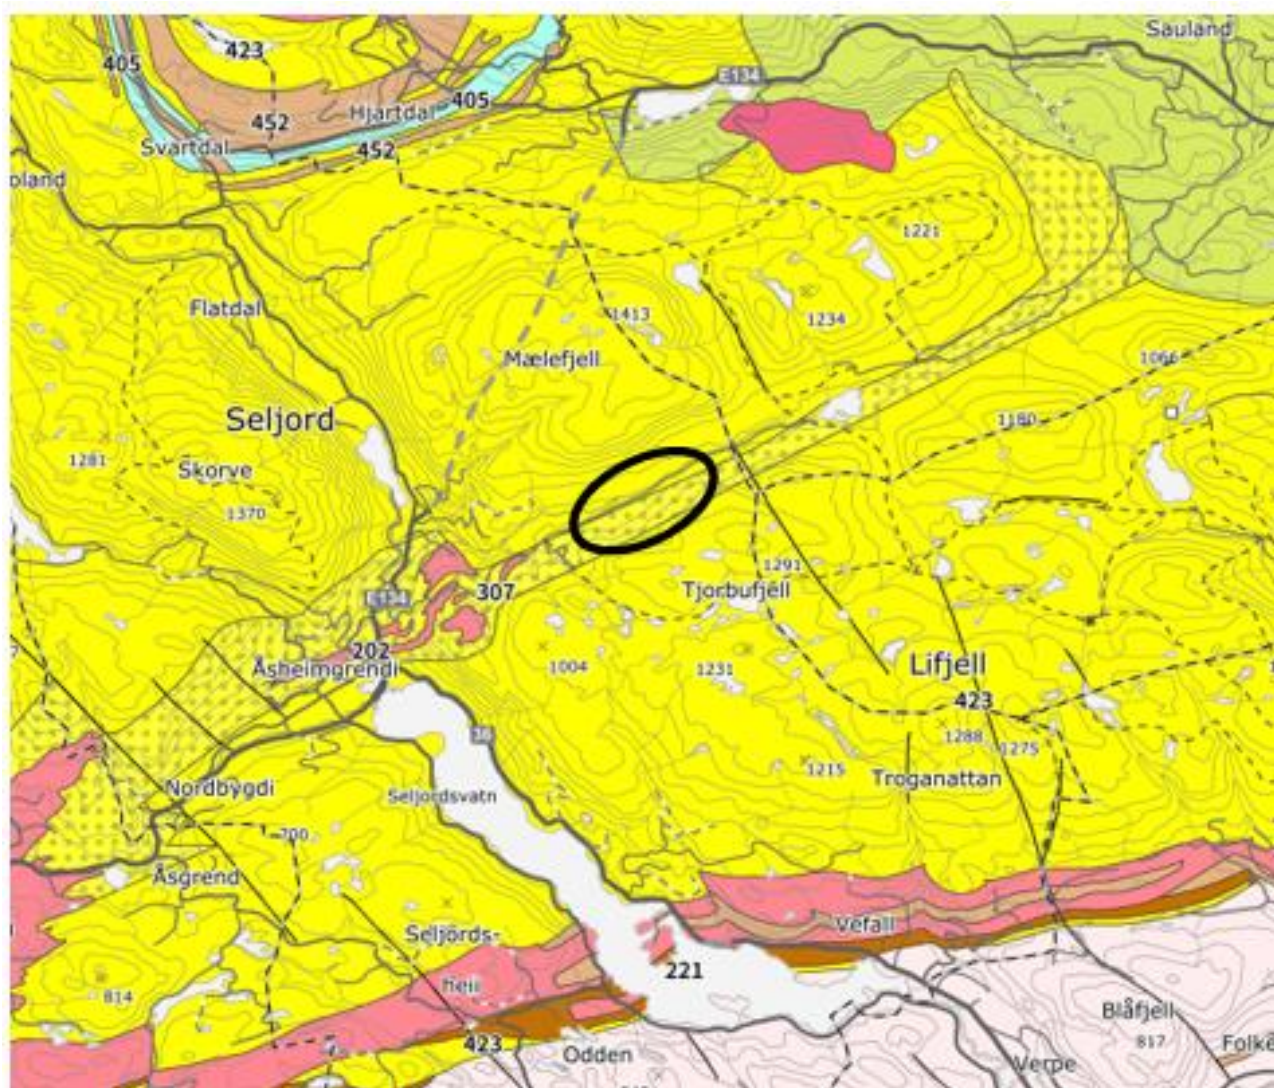 Sauland
423
405
E134
405
Hjartdal
452
Svartdal
452
oland
1221
Flatdal
1413
1234
Mælefjell
1066
Seljord
1180
1281
Skorve
1370
1291
Tjorbufjell
307
E134
202
Åsheimgrendi
1004
1231
Lifjell
423
38
1288
1275
1215
Troganattan
Nordbygdi
Seljordsvatn
700
Åsgrend
Vefall
Seljords-
heii
221
814
Blåfjell
423
817
Odden
Folke
Verpe